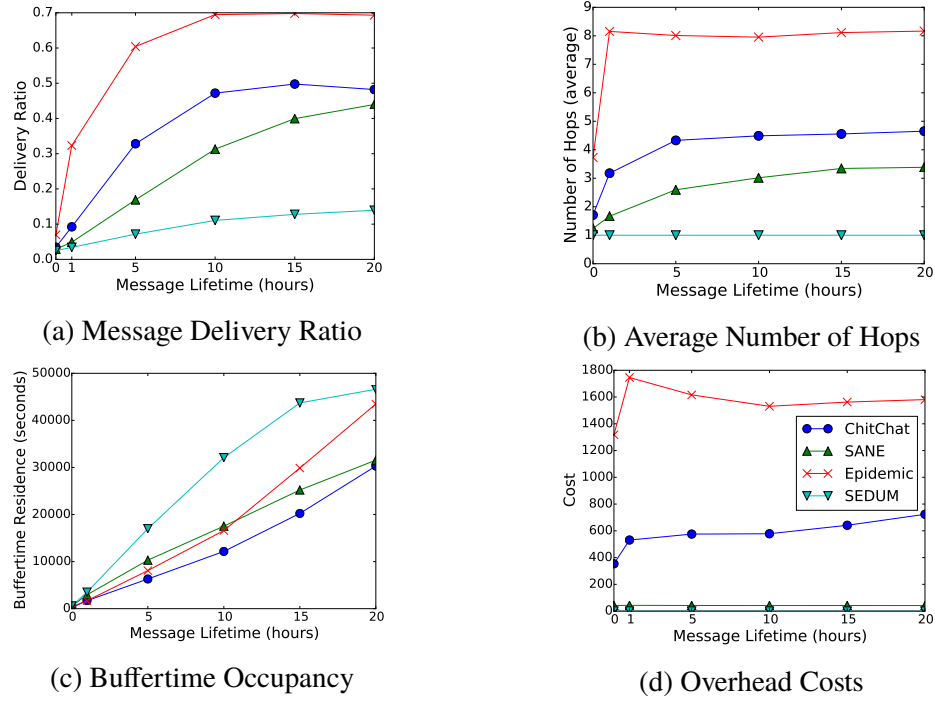 0.7
0.6
0.5
0.4
0.3
0.2
0.1
0.0
Delivery Ratio
0 1 5 10 15 20
Message Lifetime (hours)
(a) Message Delivery Ratio
9
8
7
6
5
4
3
2
1
0
Number of Hops (average)
0 1 5 10 15 20
Message Lifetime (hours)
(b) Average Number of Hops
50000
40000
30000
20000
10000
0
Buffertime Residence (seconds)
0 1 5 10 15 20
Message Lifetime (hours)
(c) Buffertime Occupancy
1800
1600
1400
1200
1000
800
600
400
200
0
Cost
ChitChat
SANE
Epidemic
SEDUM
0 1 5 10 15 20
Message Lifetime (hours)
(d) Overhead Costs